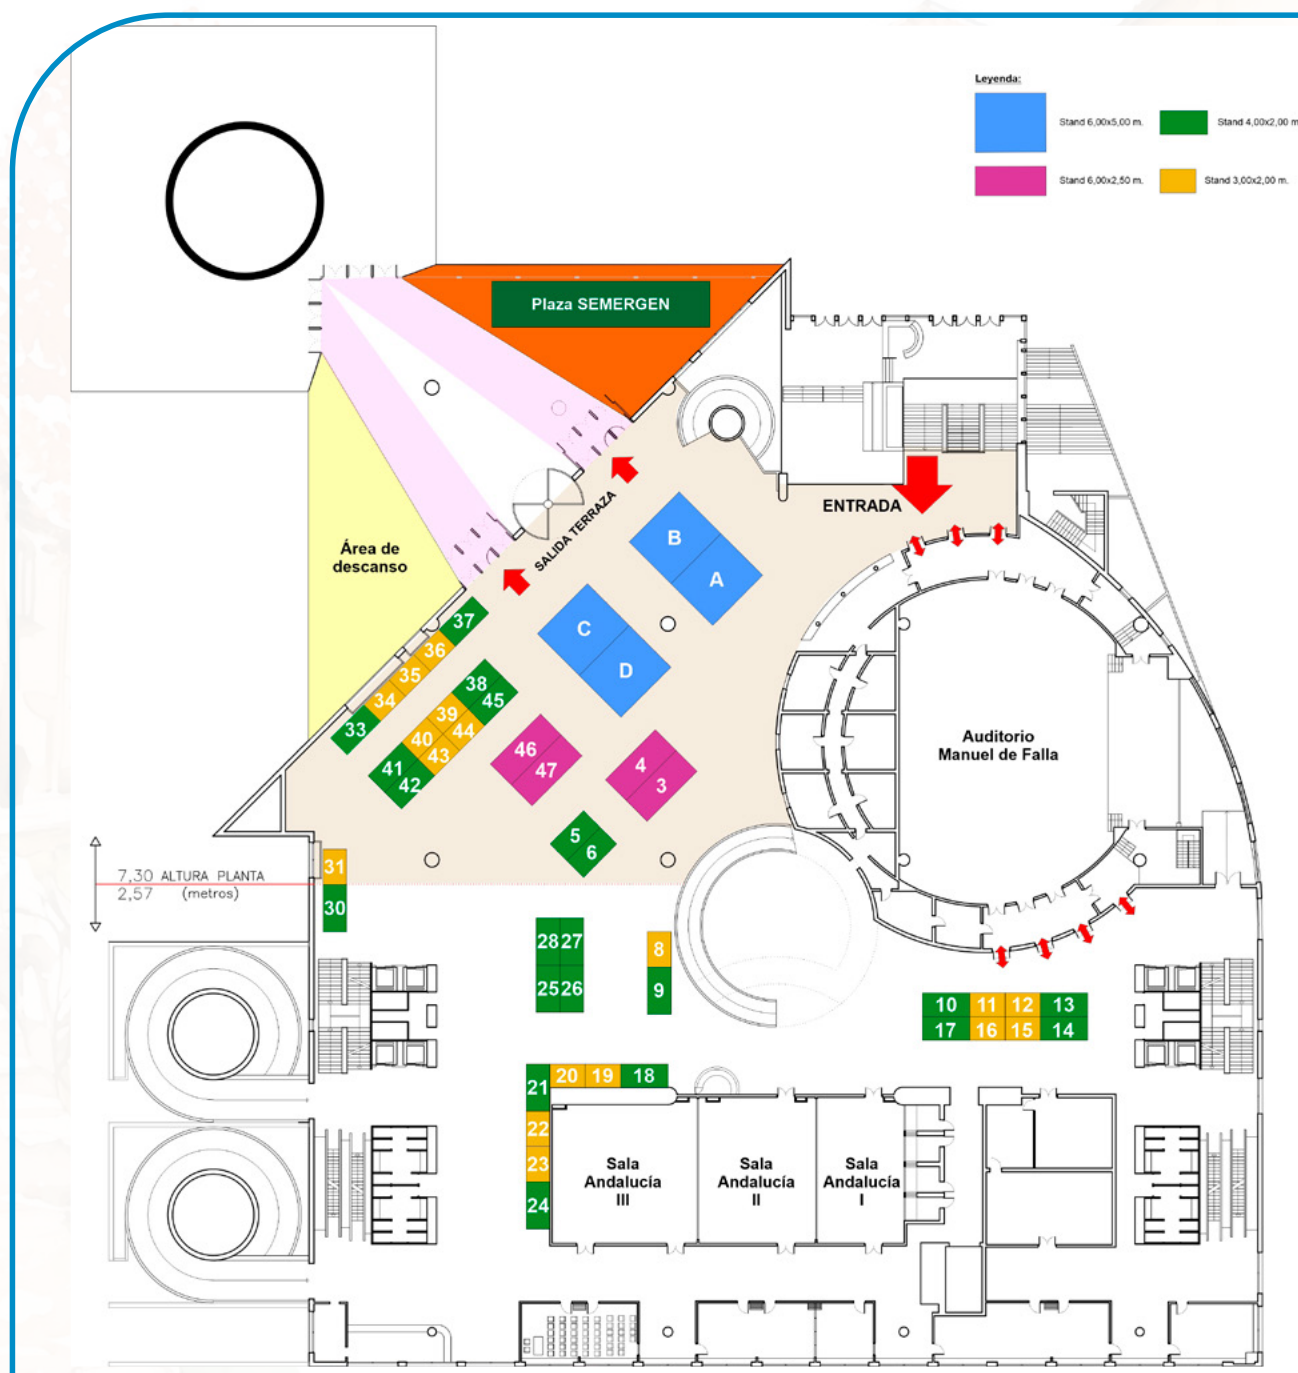 Leyenda:
Stand 6,00x5,00 m.
Stand 4,00x2,00 m
Stand 6,00x2,50 m.
Stand 3,00x2,00 m.
Plaza SEMERGEN
ENTRADA
SALIDA TERRAZA
Área de
descanso
B
A
C
D
37
36
35
34
33
38
45
39
44
40
43
41
42
46
47
4
3
5
6
Auditorio
Manuel de Falla
7,30 ALTURA PLANTA
2,57 (metros)
31
30
28 27
25 26
8
9
10 11 12 13
17 16 15 14
20 19 18
21
22
23
24
Sala
Andalucía
III
Sala
Andalucía
II
Sala
Andalucía
I